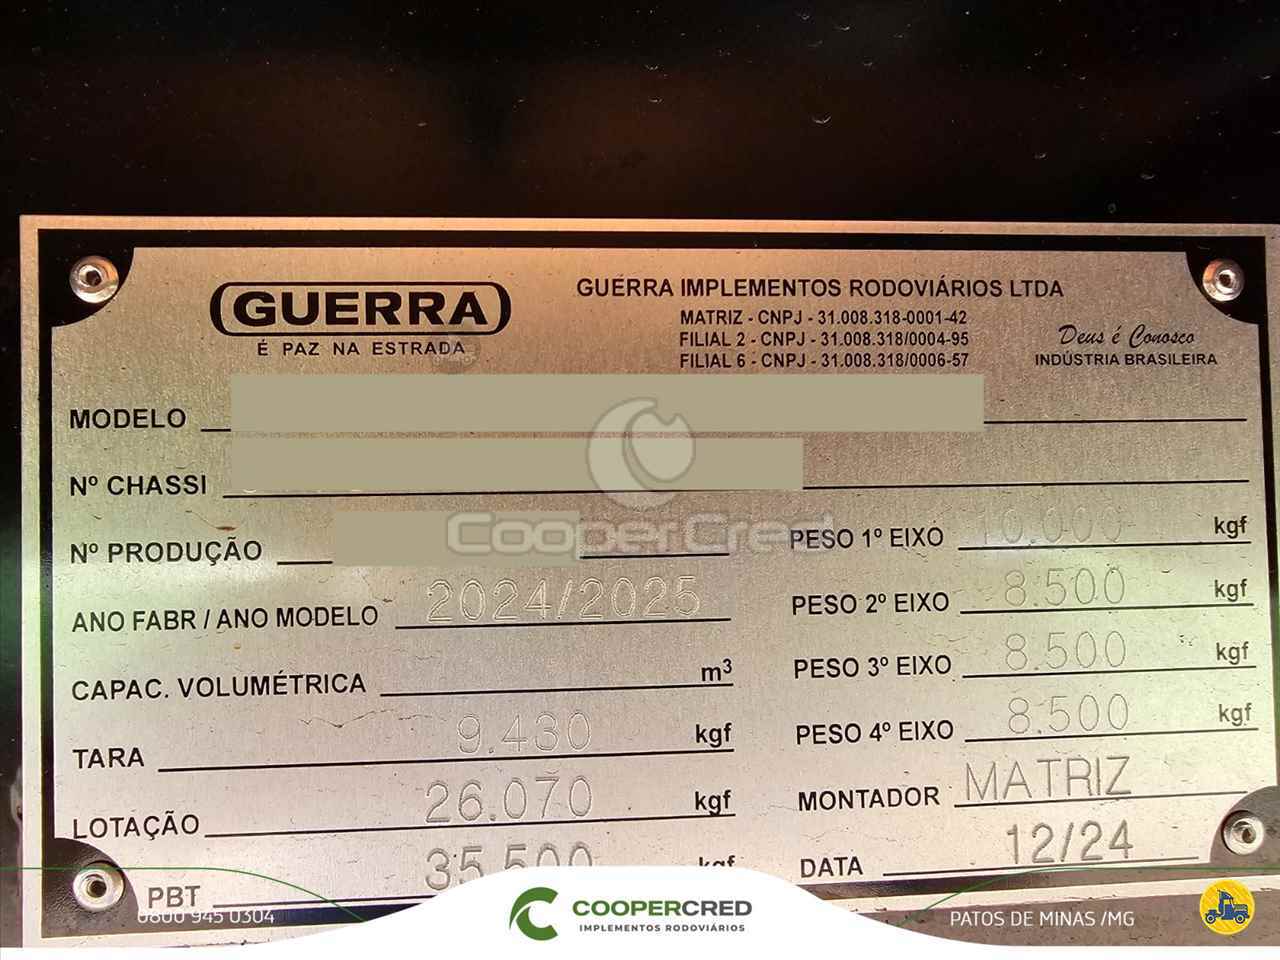 GUERRA
É PAZ NA ESTRADA
GUERRA IMPLEMENTOS RODOVIÁRIOS LTDA
MATRIZ - CNPJ - 31.008.318-0001-42
FILIAL 2 - CNPJ - 31.008.318/0004-95
FILIAL 6 - CNPJ - 31.008.318/0006-57
Deus é Conosco
INDÚSTRIA BRASILEIRA
MODELO
Nº CHASSI
Nº PRODUÇÃO
ANO FABR / ANO MODELO 2024/2025
CAPAC. VOLUMÉTRICA m³
TARA 9.430 kgf
LOTAÇÃO 26.070 kgf
PBT 35.500 kgf
PESO 1º EIXO 10.000 kgf
PESO 2º EIXO 8.500 kgf
PESO 3º EIXO 8.500 kgf
PESO 4º EIXO 8.500 kgf
MONTADOR MATRIZ
DATA 12/24
CooperCred
0800 945 0304
COOPERCRED
IMPLEMENTOS RODOVIÁRIOS
PATOS DE MINAS /MG